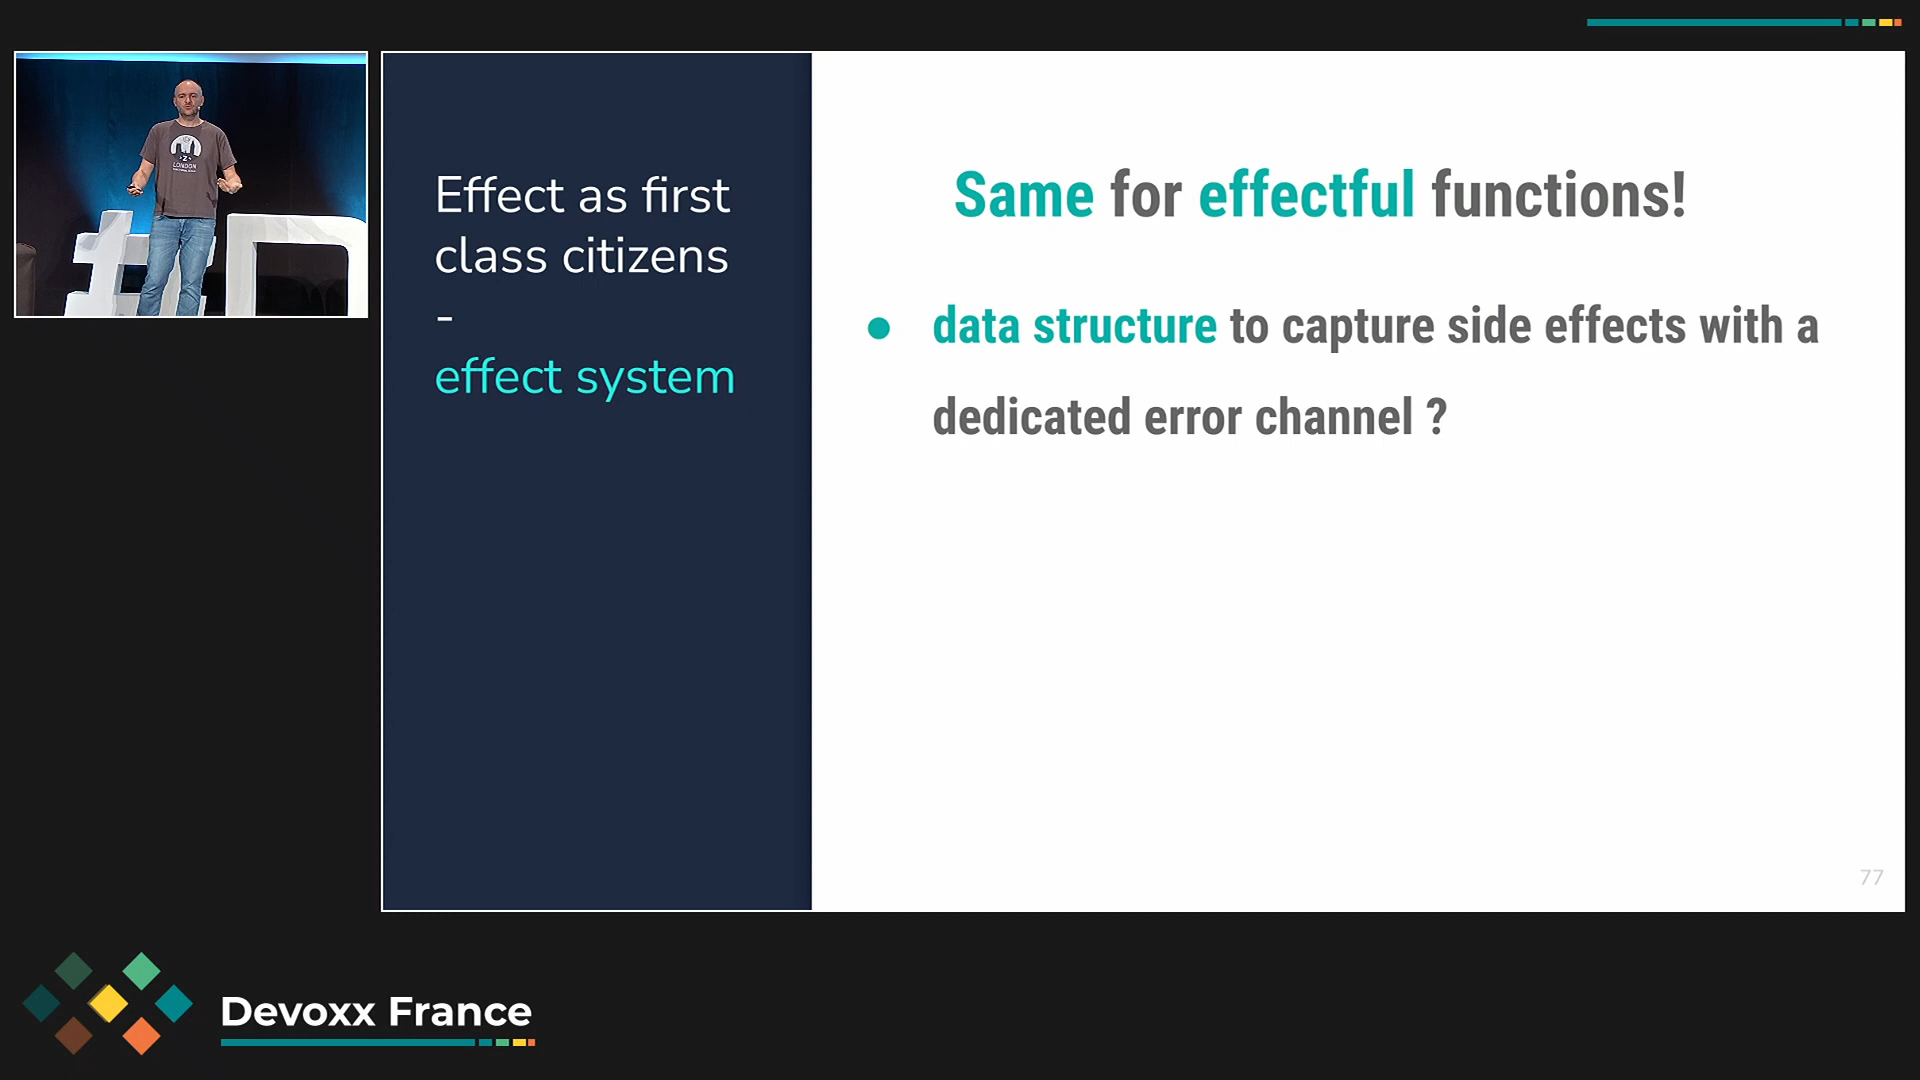 LONDON
Effect as first
class citizens
-
effect system
Same for effectful functions!
● data structure to capture side effects with a
dedicated error channel ?
77
Devoxx France